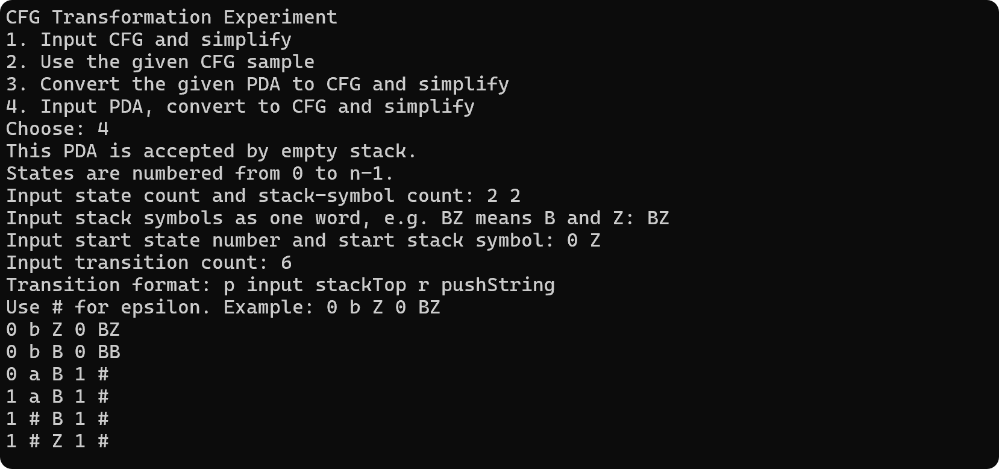 CFG Transformation Experiment
1. Input CFG and simplify
2. Use the given CFG sample
3. Convert the given PDA to CFG and simplify
4. Input PDA, convert to CFG and simplify
Choose: 4
This PDA is accepted by empty stack.
States are numbered from 0 to n-1.
Input state count and stack-symbol count: 2 2
Input stack symbols as one word, e.g. BZ means B and Z: BZ
Input start state number and start stack symbol: 0 Z
Input transition count: 6
Transition format: p input stackTop r pushString
Use # for epsilon. Example: 0 b Z 0 BZ
0 b Z 0 BZ
0 b B 0 BB
0 a B 1 #
1 a B 1 #
1 # B 1 #
1 # Z 1 #